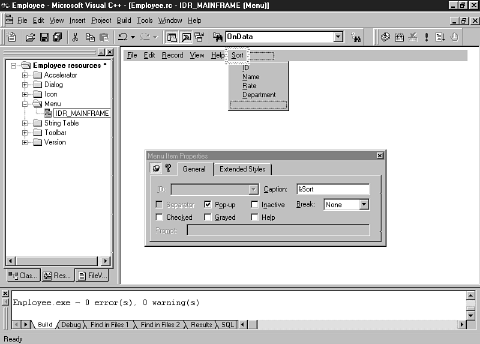 Employee - Microsoft Visual C++ - [Employee.rc - IDR_MAINFRAME (Menu)]
File Edit View Insert Project Build Tools Window Help
OnData
Employee resources *
Accelerator
Dialog
Icon
Menu
IDR_MAINFRAME
String Table
Toolbar
Version
Clas... Res... FileV...
File Edit Record View Help Sort
ID
Name
Rate
Department
Menu Item Properties
General Extended Styles
ID: Caption: &Sort
Separator Pop-up Inactive Break: None
Checked Grayed Help
Prompt:
Employee.exe - 0 error(s), 0 warning(s)
Build Debug Find in Files 1 Find in Files 2 Results SQL
Ready